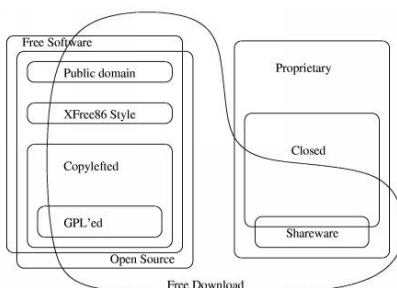 Free Software
Public domain
XFree86 Style
Copylefted
GPL'ed
Open Source
Proprietary
Closed
Shareware
Free Download